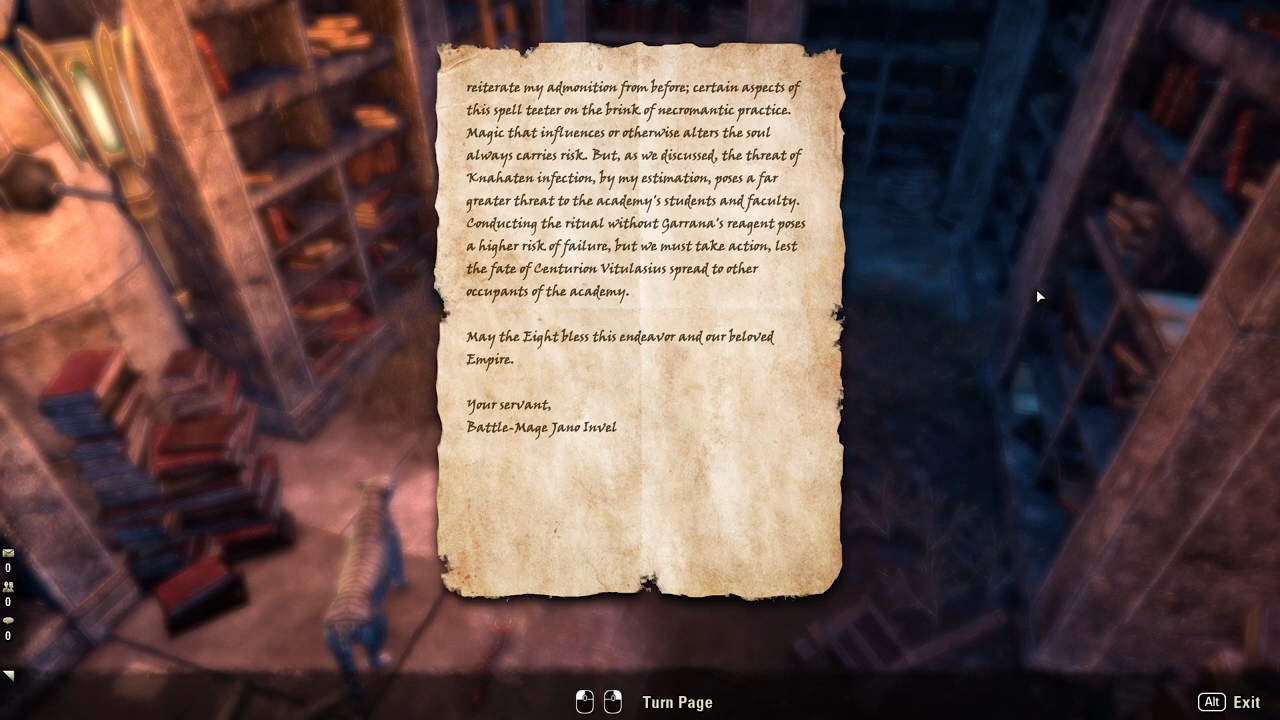 reiterate my admonition from before; certain aspects of
this spell teeter on the brink of necromantic practice.
Magic that influences or otherwise alters the soul
always carries risk. But, as we discussed, the threat of
Knahaten infection, by my estimation, poses a far
greater threat to the academy's students and faculty.
Conducting the ritual without Garrana's reagent poses
a higher risk of failure, but we must take action, lest
the fate of Centurion Vitulasius spread to other
occupants of the academy.
May the Eight bless this endeavor and our beloved
Empire.
Your servant,
Battle-Mage Jano Invel
0
0
0
Turn Page
Alt Exit